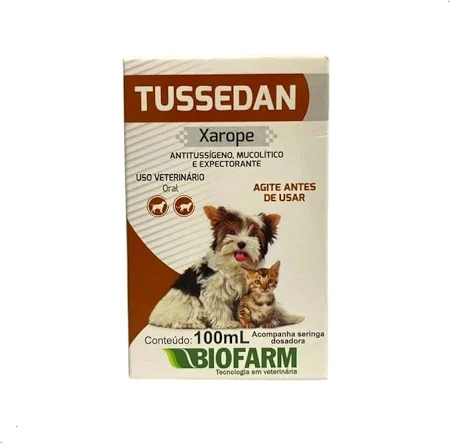 TUSSEDAN
Xarope
ANTITUSSÍGENO, MUCOLÍTICO
E EXPECTORANTE
USO VETERINÁRIO
Oral
AGITE ANTES
DE USAR
Conteúdo: 100mL Acompanha seringa
dosadora
BIOFARM
Tecnologia em veterinária